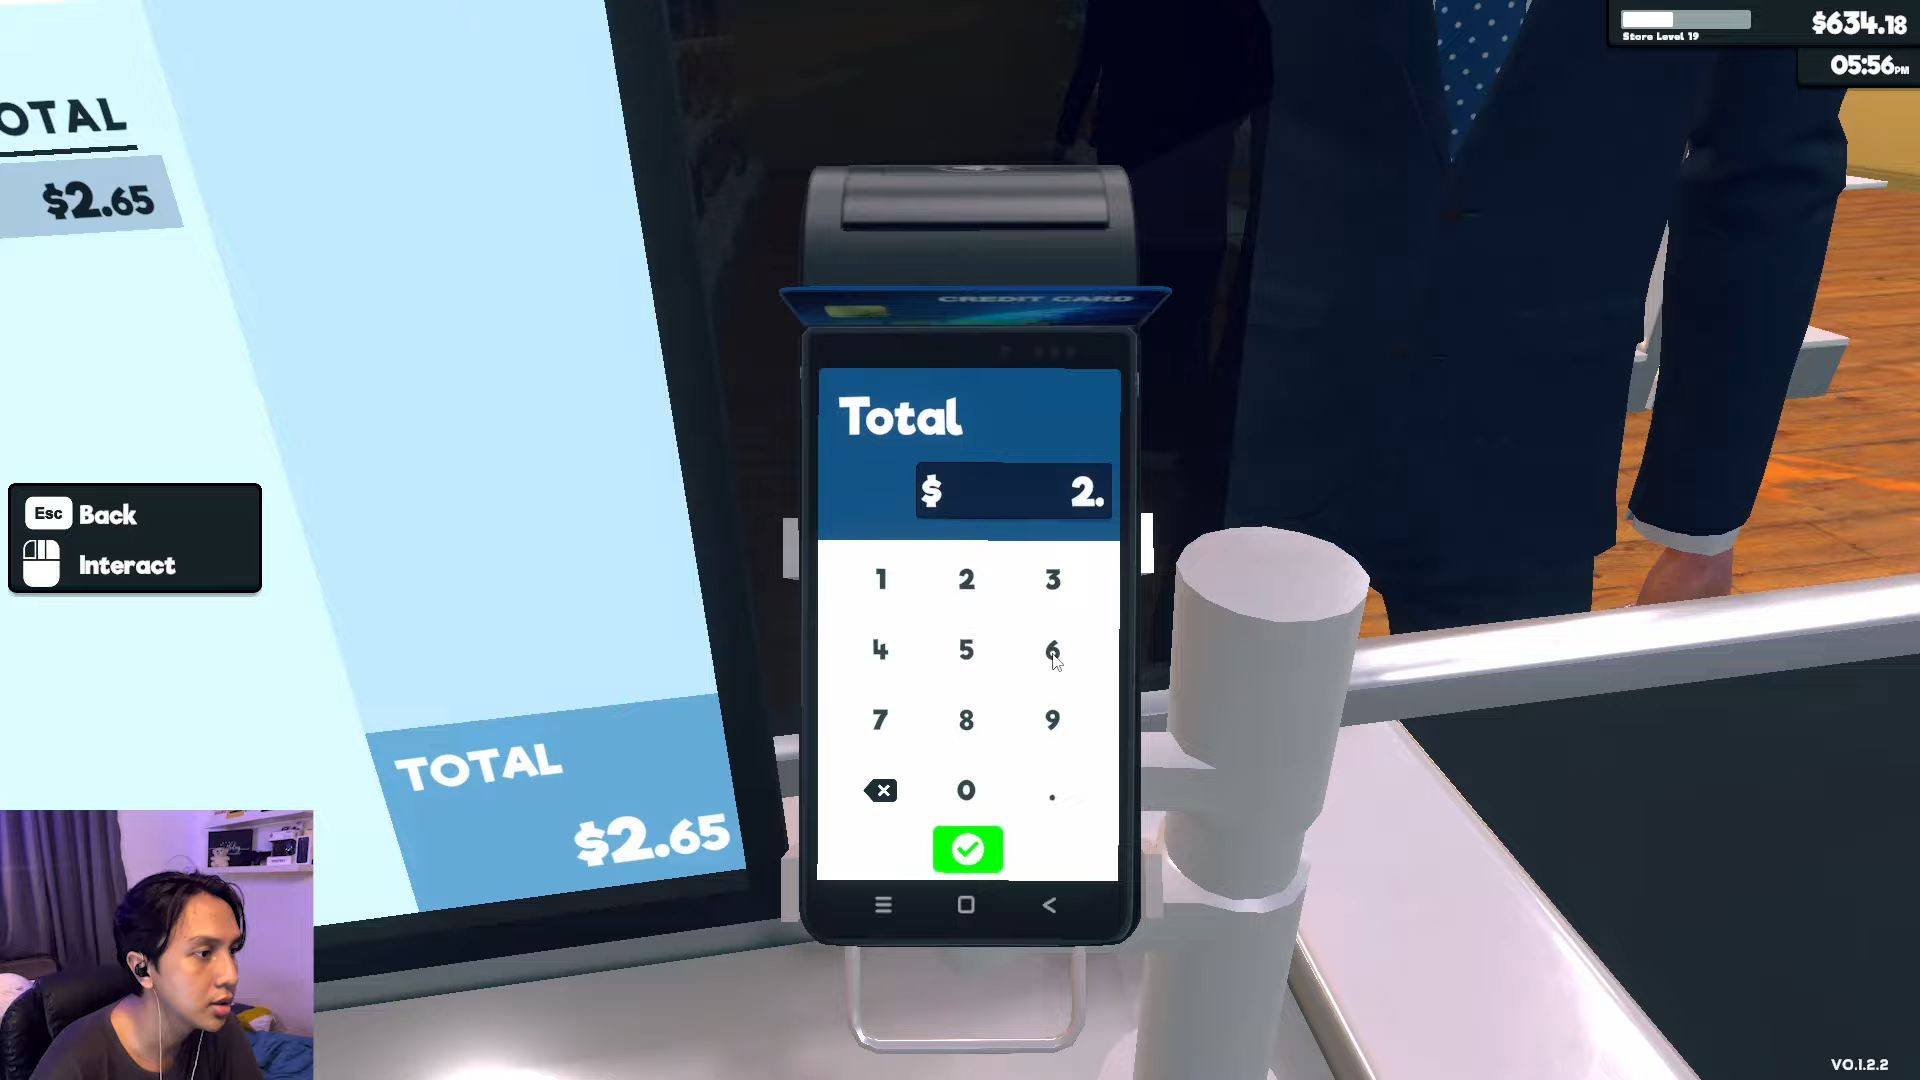 $634.18
Store Level 19
05:56PM
OTAL
$2.65
CREDIT CARD
Total
$ 2.
1 2 3
4 5 6
7 8 9
0 .
Esc Back
Interact
TOTAL
$2.65
V0.1.2.2